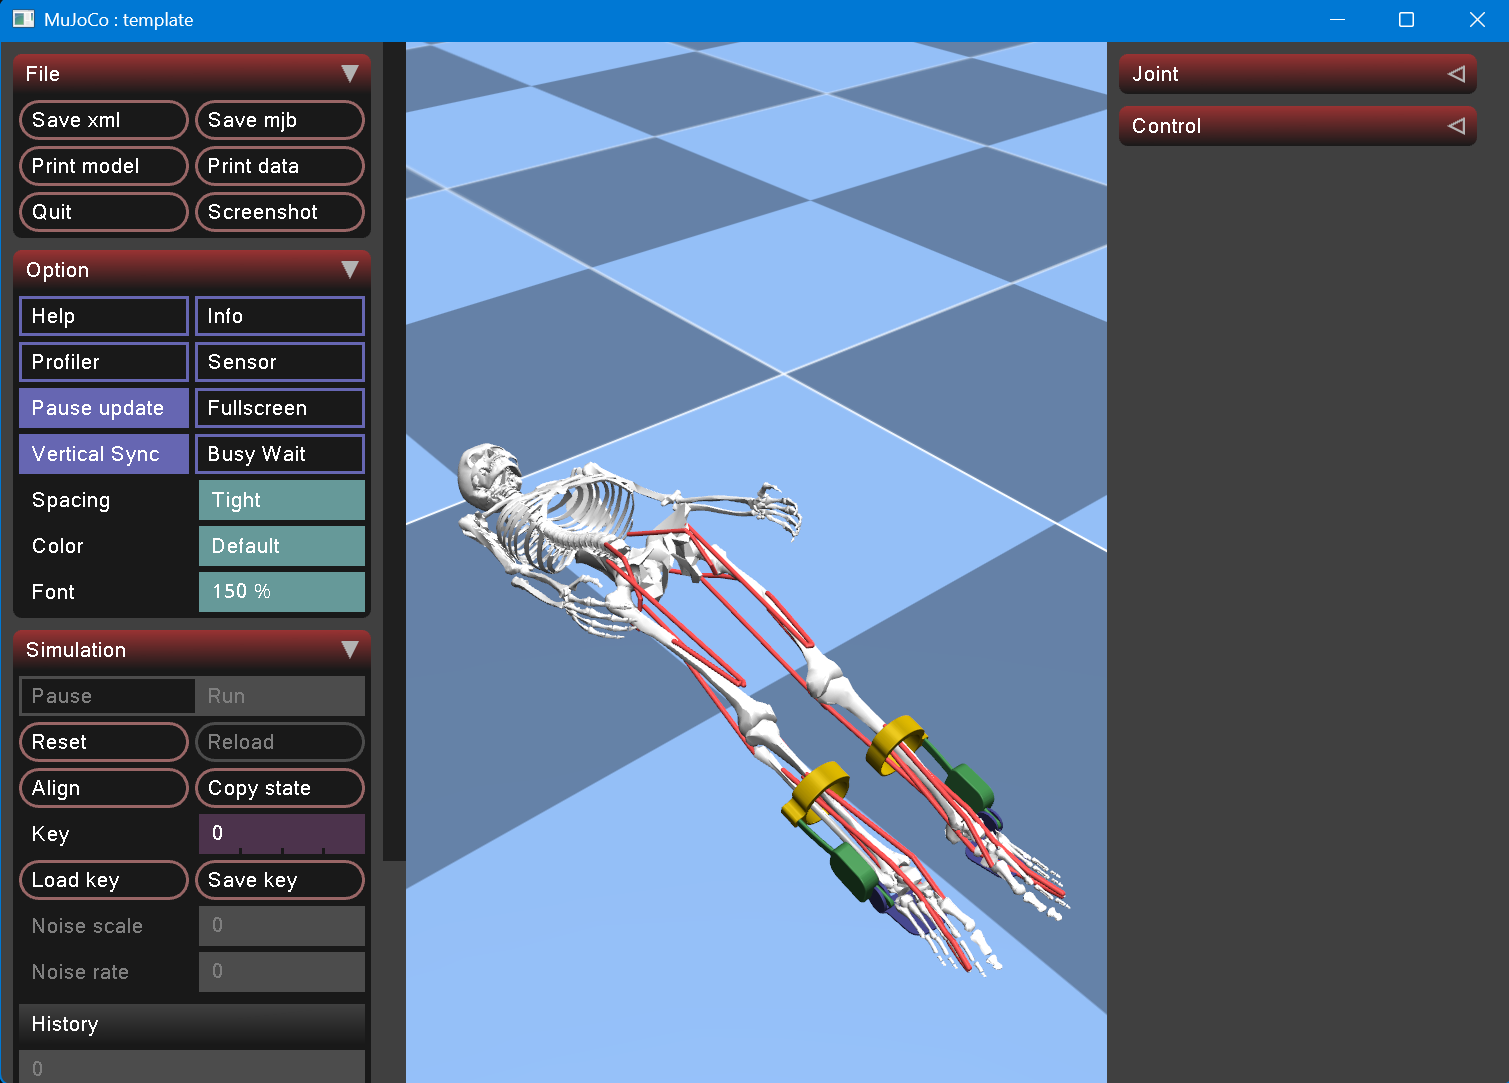 MuJoCo : template
File
Save xml
Save mjb
Print model
Print data
Quit
Screenshot
Option
Help
Info
Profiler
Sensor
Pause update
Fullscreen
Vertical Sync
Busy Wait
Spacing
Tight
Color
Default
Font
150 %
Simulation
Pause
Run
Reset
Reload
Align
Copy state
Key
0
Load key
Save key
Noise scale
0
Noise rate
0
History
0
Joint
Control